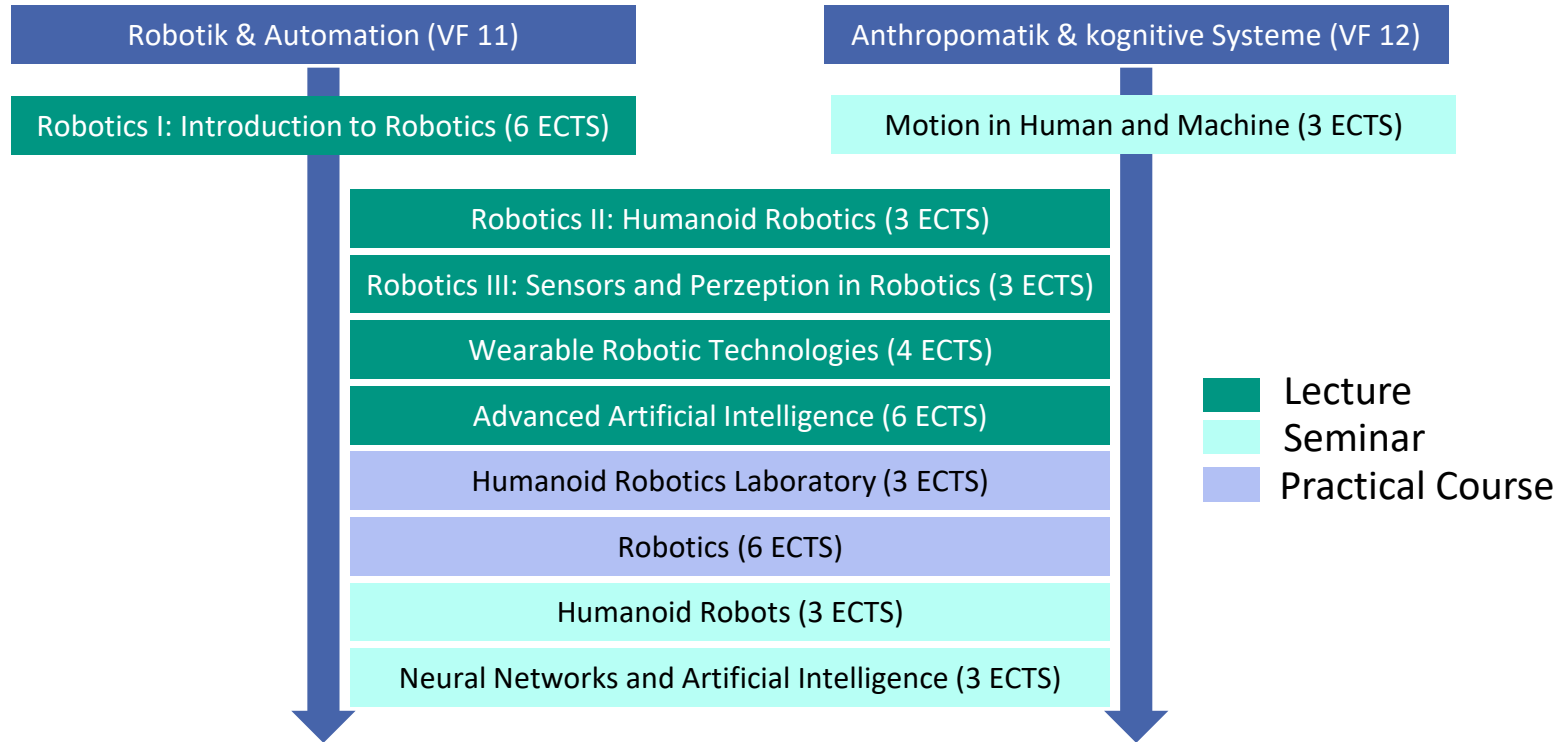 Robotik & Automation (VF 11)
Anthropomatik & kognitive Systeme (VF 12)
Robotics I: Introduction to Robotics (6 ECTS)
Motion in Human and Machine (3 ECTS)
Robotics II: Humanoid Robotics (3 ECTS)
Robotics III: Sensors and Perzeption in Robotics (3 ECTS)
Wearable Robotic Technologies (4 ECTS)
Advanced Artificial Intelligence (6 ECTS)
Humanoid Robotics Laboratory (3 ECTS)
Robotics (6 ECTS)
Humanoid Robots (3 ECTS)
Neural Networks and Artificial Intelligence (3 ECTS)
Lecture
Seminar
Practical Course